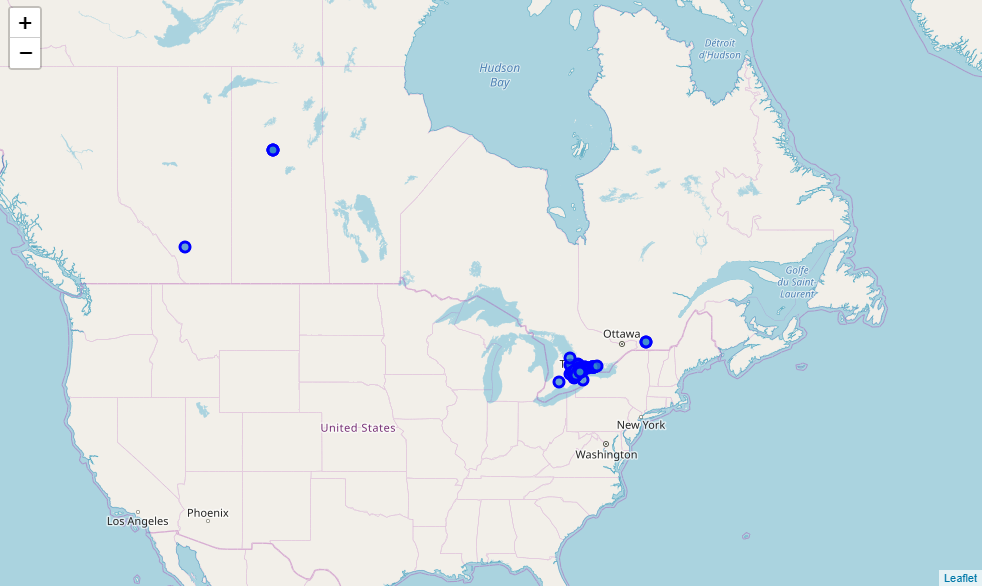 +
−
Hudson
Bay
Détroit
d'Hudson
Golfe
du Saint-
Laurent
Ottawa
T
New York
United States
Washington
Los Angeles
Phoenix
Leaflet